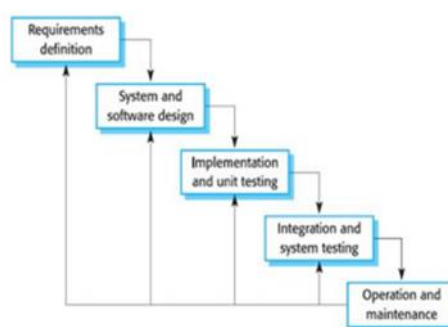 Requirements
definition
System and
software design
Implementation
and unit testing
Integration and
system testing
Operation and
maintenance